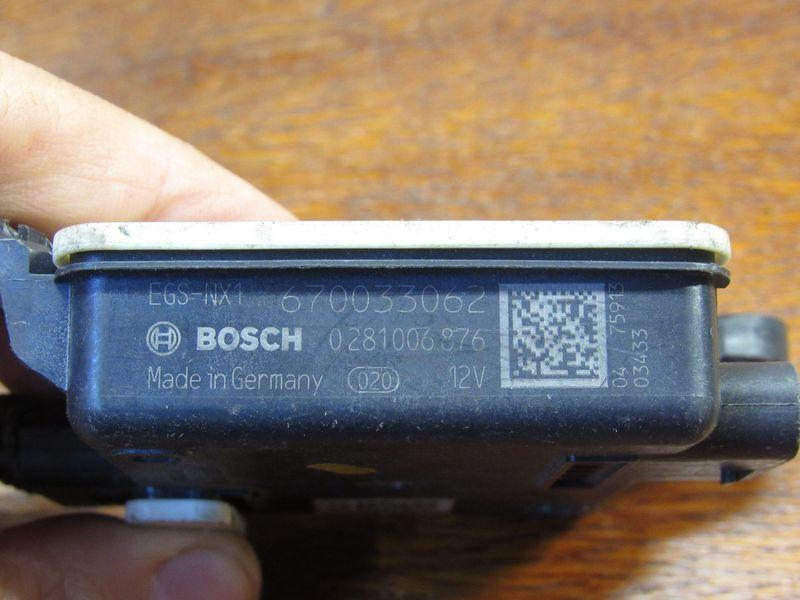 EGS-NX1 670033062
BOSCH 0281006876
Made in Germany 020 12V
04 / 75913
03433